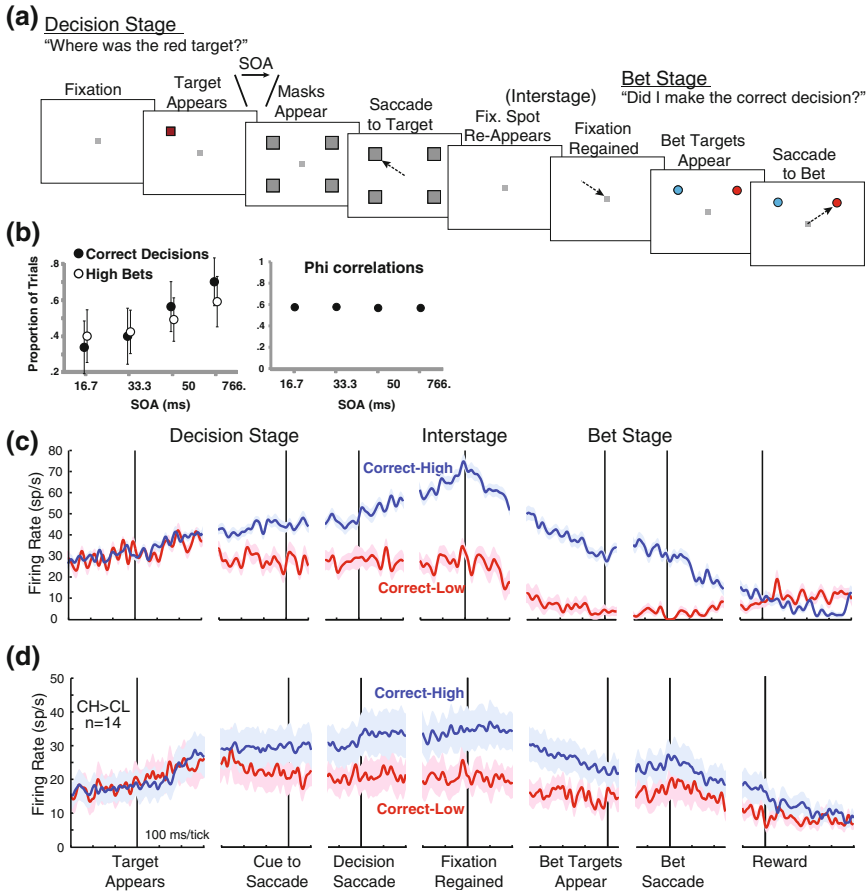 (a)
Decision Stage
“Where was the red target?”
SOA
Fixation
Target
Appears
Masks
Appear
Saccade
to Target
(Interstage)
Fix. Spot
Re-Appears
Fixation
Regained
Bet Stage
“Did I make the correct decision?”
Bet Targets
Appear
Saccade
to Bet
(b)
Correct Decisions
High Bets
Proportion of Trials
.8
.6
.4
.2
16.7 33.3 50 766.
SOA (ms)
Phi correlations
1
.8
.6
.4
.2
0
16.7 33.3 50 766.
SOA (ms)
(c)
Decision Stage Interstage Bet Stage
Firing Rate (sp/s)
80
70
60
50
40
30
20
10
0
Correct-High
Correct-Low
(d)
Firing Rate (sp/s)
50
40
30
20
10
0
CH>CL
n=14
Correct-High
Correct-Low
100 ms/tick
Target
Appears
Cue to
Saccade
Decision
Saccade
Fixation
Regained
Bet Targets
Appear
Bet
Saccade
Reward